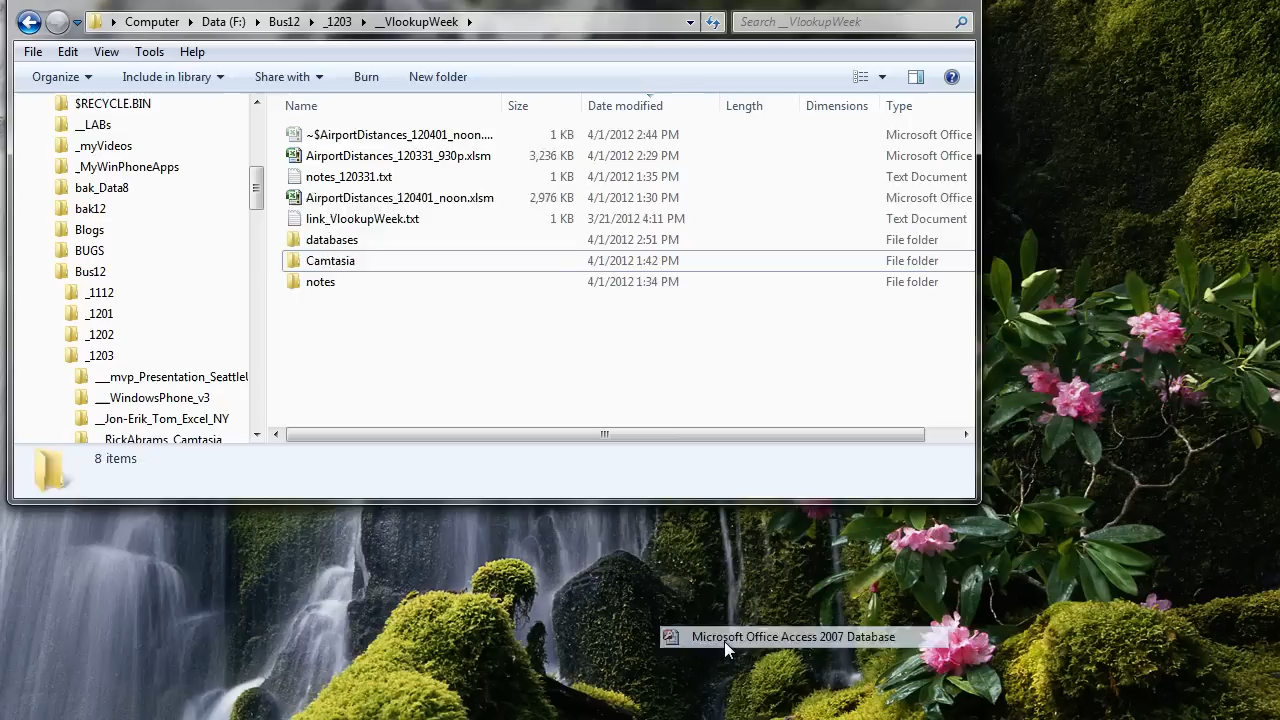 Computer Data (F:) Bus12 _1203 __VlookupWeek Search __VlookupWeek
File Edit View Tools Help
Organize Include in library Share with Burn New folder
$RECYCLE.BIN
__LABs
_myVideos
_MyWinPhoneApps
bak_Data8
bak12
Blogs
BUGS
Bus12
_1112
_1201
_1202
_1203
___mvp_Presentation_SeattleU
___WindowsPhone_v3
__Jon-Erik_Tom_Excel_NY
RickAbrams_Camtasia
Name Size Date modified Length Dimensions Type
~$AirportDistances_120401_noon.... 1 KB 4/1/2012 2:44 PM Microsoft Office
AirportDistances_120331_930p.xlsm 3,236 KB 4/1/2012 2:29 PM Microsoft Office
notes_120331.txt 1 KB 4/1/2012 1:35 PM Text Document
AirportDistances_120401_noon.xlsm 2,976 KB 4/1/2012 1:30 PM Microsoft Office
link_VlookupWeek.txt 1 KB 3/21/2012 4:11 PM Text Document
databases 4/1/2012 2:51 PM File folder
Camtasia 4/1/2012 1:42 PM File folder
notes 4/1/2012 1:34 PM File folder
8 items
Microsoft Office Access 2007 Database